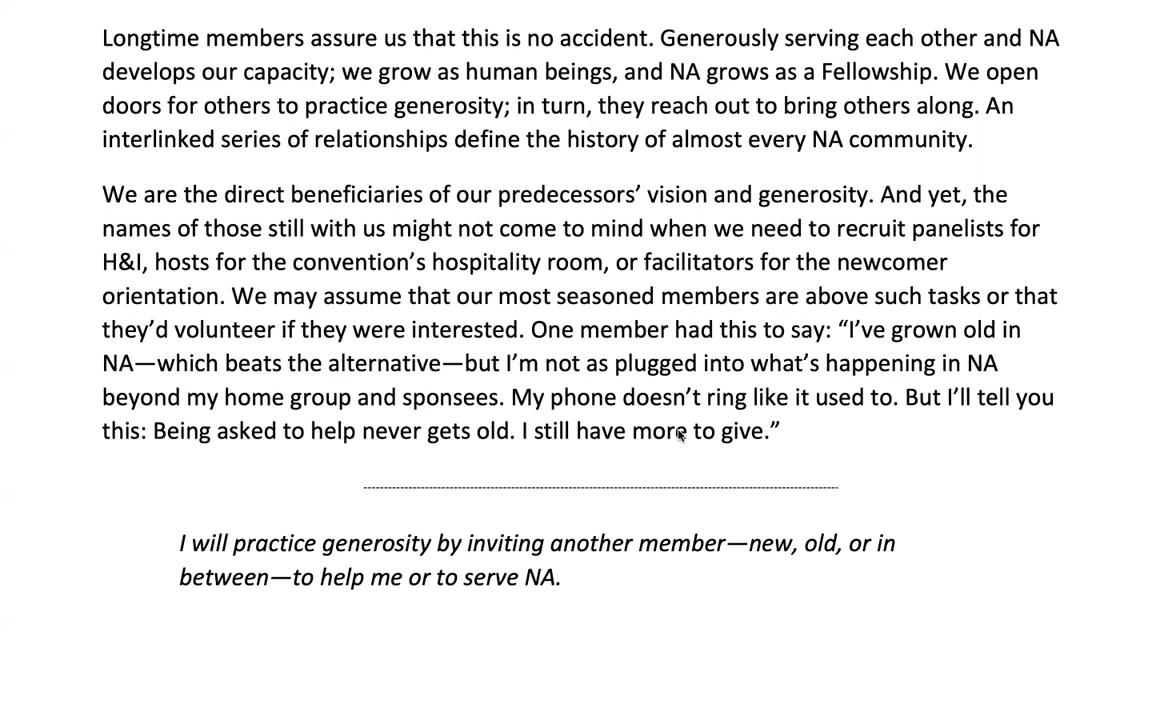 Longtime members assure us that this is no accident. Generously serving each other and NA
develops our capacity; we grow as human beings, and NA grows as a Fellowship. We open
doors for others to practice generosity; in turn, they reach out to bring others along. An
interlinked series of relationships define the history of almost every NA community.
We are the direct beneficiaries of our predecessors’ vision and generosity. And yet, the
names of those still with us might not come to mind when we need to recruit panelists for
H&I, hosts for the convention’s hospitality room, or facilitators for the newcomer
orientation. We may assume that our most seasoned members are above such tasks or that
they’d volunteer if they were interested. One member had this to say: “I’ve grown old in
NA—which beats the alternative—but I’m not as plugged into what’s happening in NA
beyond my home group and sponsees. My phone doesn’t ring like it used to. But I’ll tell you
this: Being asked to help never gets old. I still have more to give.”
I will practice generosity by inviting another member—new, old, or in
between—to help me or to serve NA.